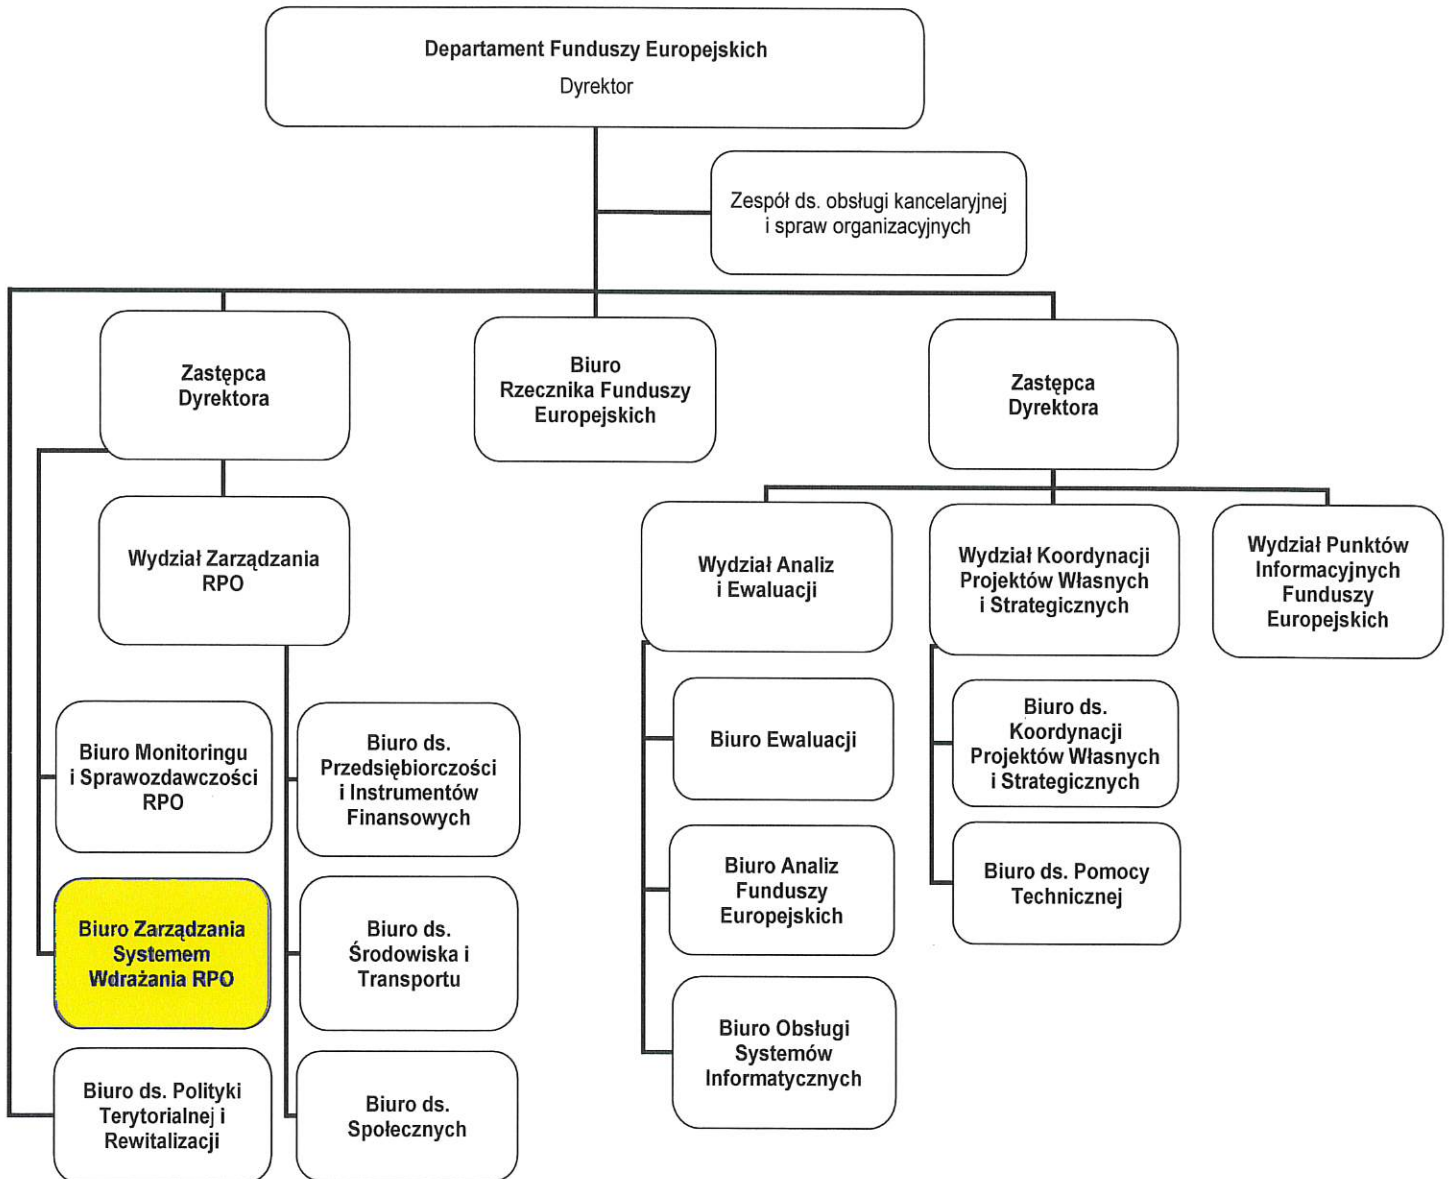 Departament Funduszy Europejskich
Dyrektor
Zespół ds. obsługi kancelaryjnej
i spraw organizacyjnych
Zastępca
Dyrektora
Biuro
Rzecznika Funduszy
Europejskich
Zastępca
Dyrektora
Wydział Zarządzania
RPO
Wydział Analiz
i Ewaluacji
Wydział Koordynacji
Projektów Własnych
i Strategicznych
Wydział Punktów
Informacyjnych
Funduszy
Europejskich
Biuro Monitoringu
i Sprawozdawczości
RPO
Biuro ds.
Przedsiębiorczości
i Instrumentów
Finansowych
Biuro Ewaluacji
Biuro ds.
Koordynacji
Projektów Własnych
i Strategicznych
Biuro Zarządzania
Systemem
Wdrażania RPO
Biuro ds.
Środowiska i
Transportu
Biuro Analiz
Funduszy
Europejskich
Biuro ds. Pomocy
Technicznej
Biuro ds. Polityki
Terytorialnej i
Rewitalizacji
Biuro ds.
Społecznych
Biuro Obsługi
Systemów
Informatycznych